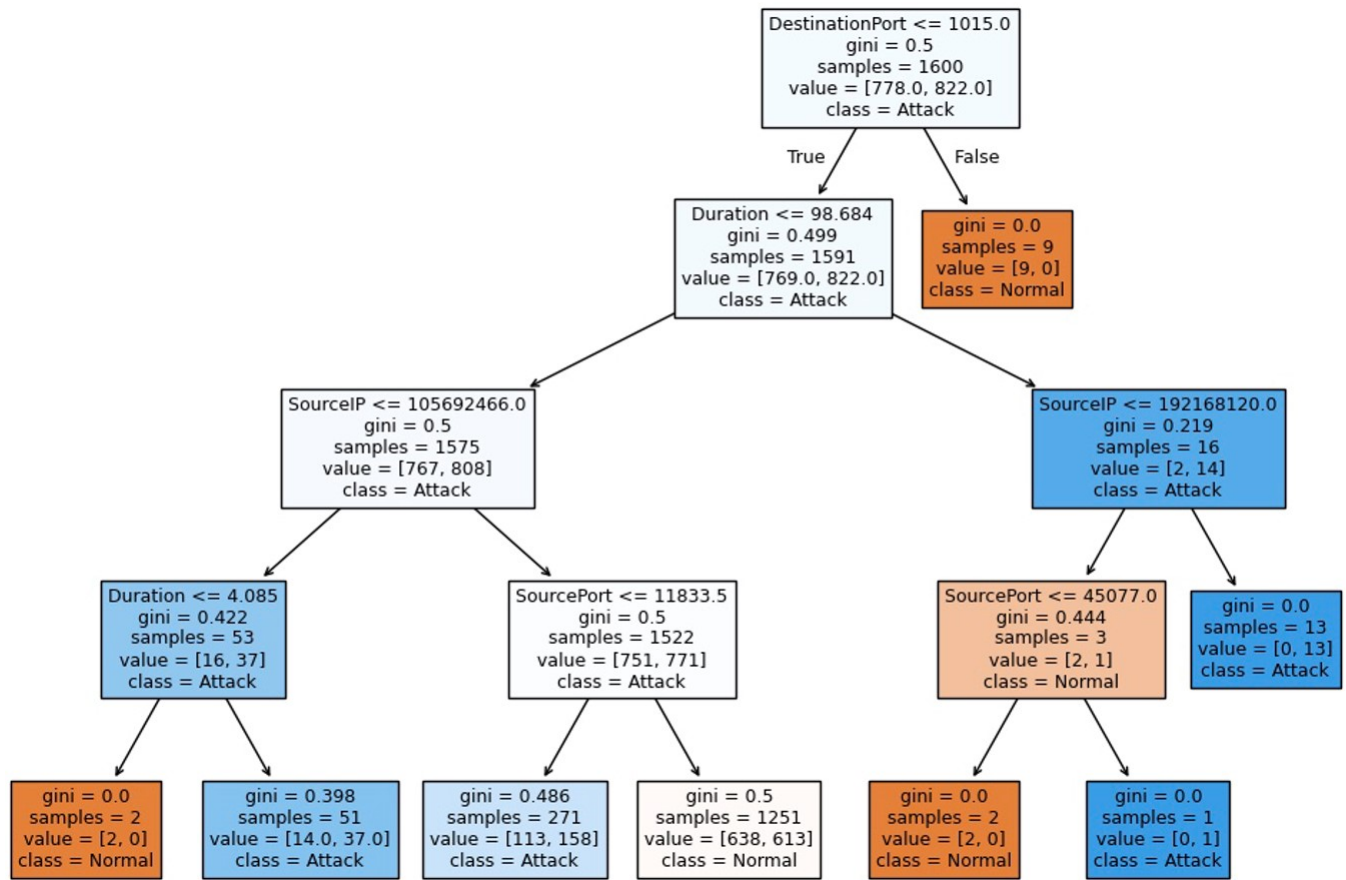 DestinationPort <= 1015.0
gini = 0.5
samples = 1600
value = [778.0, 822.0]
class = Attack
True
False
Duration <= 98.684
gini = 0.499
samples = 1591
value = [769.0, 822.0]
class = Attack
gini = 0.0
samples = 9
value = [9, 0]
class = Normal
SourceIP <= 105692466.0
gini = 0.5
samples = 1575
value = [767, 808]
class = Attack
SourceIP <= 192168120.0
gini = 0.219
samples = 16
value = [2, 14]
class = Attack
Duration <= 4.085
gini = 0.422
samples = 53
value = [16, 37]
class = Attack
SourcePort <= 11833.5
gini = 0.5
samples = 1522
value = [751, 771]
class = Attack
SourcePort <= 45077.0
gini = 0.444
samples = 3
value = [2, 1]
class = Normal
gini = 0.0
samples = 13
value = [0, 13]
class = Attack
gini = 0.0
samples = 2
value = [2, 0]
class = Normal
gini = 0.398
samples = 51
value = [14.0, 37.0]
class = Attack
gini = 0.486
samples = 271
value = [113, 158]
class = Attack
gini = 0.5
samples = 1251
value = [638, 613]
class = Normal
gini = 0.0
samples = 2
value = [2, 0]
class = Normal
gini = 0.0
samples = 1
value = [0, 1]
class = Attack